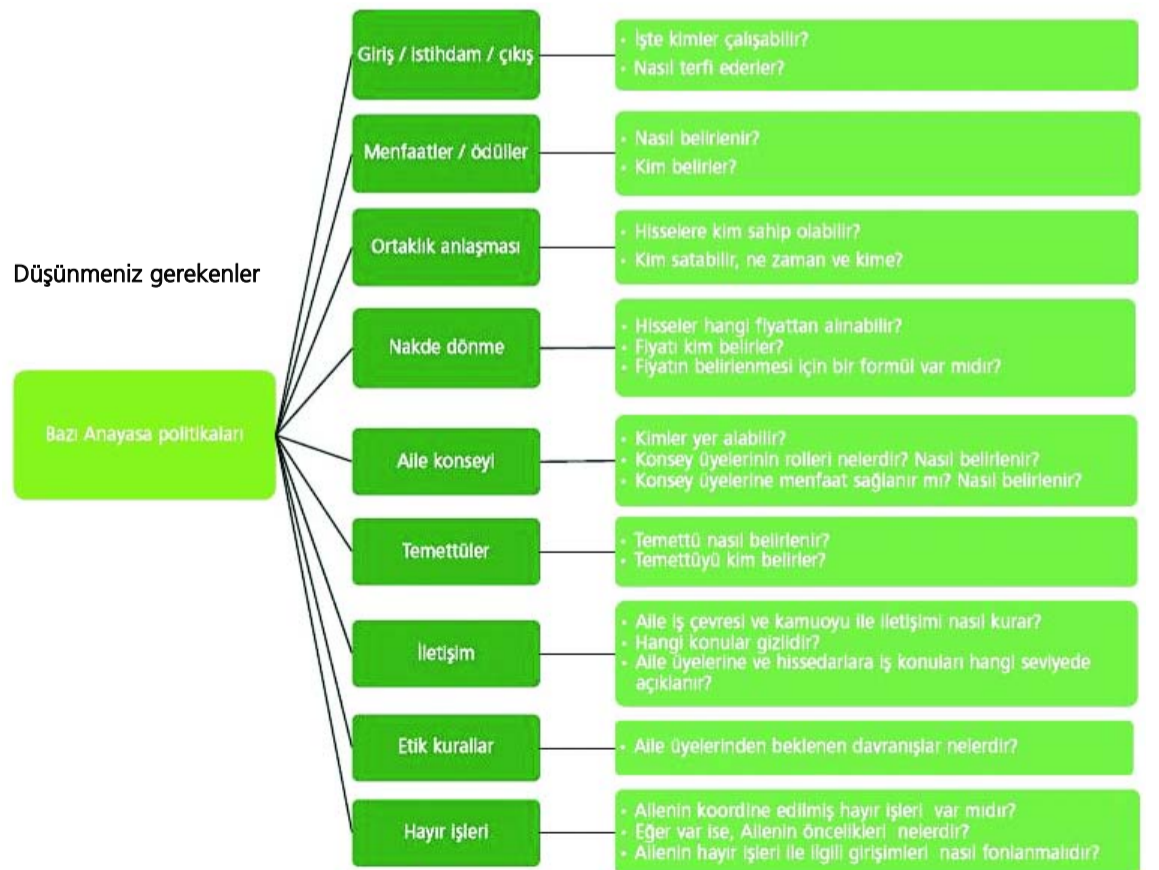 Düşünmeniz gerekenler
Bazı Anayasa politikaları
Giriş / istihdam / çıkış
• İşte kimler çalışabilir?
• Nasıl terfi ederler?
Menfaatler / ödüller
• Nasıl belirlenir?
• Kim belirler?
Ortaklık anlaşması
• Hisselere kim sahip olabilir?
• Kim satabilir, ne zaman ve kime?
Nakde dönme
• Hisseler hangi fiyattan alınabilir?
• Fiyatı kim belirler?
• Fiyatın belirlenmesi için bir formül var mıdır?
Aile konseyi
• Kimler yer alabilir?
• Konsey üyelerinin rolleri nelerdir? Nasıl belirlenir?
• Konsey üyelerine menfaat sağlanır mı? Nasıl belirlenir?
Temettüler
• Temettü nasıl belirlenir?
• Temettüyü kim belirler?
İletişim
• Aile iş çevresi ve kamuoyu ile iletişimi nasıl kurar?
• Hangi konular gizlidir?
• Aile üyelerine ve hissedarlara iş konuları hangi seviyede
açıklanır?
Etik kurallar
• Aile üyelerinden beklenen davranışlar nelerdir?
Hayır işleri
• Ailenin koordine edilmiş hayır işleri var mıdır?
• Eğer var ise, Ailenin öncelikleri nelerdir?
• Ailenin hayır işleri ile ilgili girişimleri nasıl fonlanmalıdır?